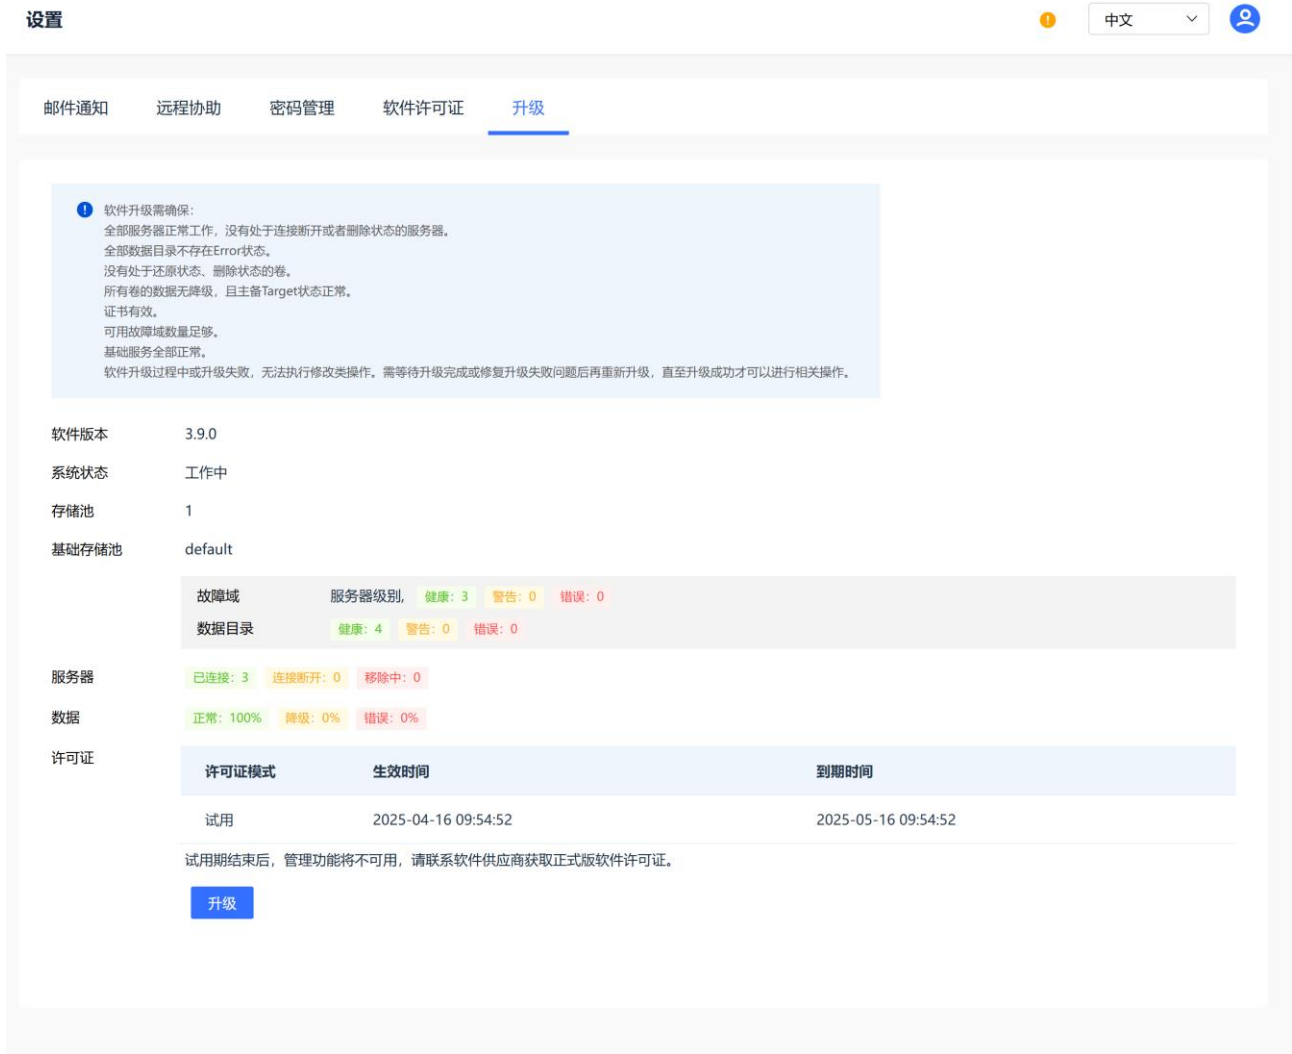 设置
中文
邮件通知 远程协助 密码管理 软件许可证 升级
软件升级需确保：
全部服务器正常工作，没有处于连接断开或者删除状态的服务器。
全部数据目录不存在Error状态。
没有处于还原状态、删除状态的卷。
所有卷的数据无降级，且主备Target状态正常。
证书有效。
可用故障域数量足够。
基础服务全部正常。
软件升级过程中或升级失败，无法执行修改类操作。需等待升级完成或修复升级失败问题后再重新升级，直至升级成功才可以进行相关操作。
软件版本 3.9.0
系统状态 工作中
存储池 1
基础存储池 default
故障域 服务器级别， 健康：3 警告：0 错误：0
数据目录 健康：4 警告：0 错误：0
服务器 已连接：3 连接断开：0 移除中：0
数据 正常：100% 降级：0% 错误：0%
许可证
许可证模式 生效时间 到期时间
试用 2025-04-16 09:54:52 2025-05-16 09:54:52
试用期结束后，管理功能将不可用，请联系软件供应商获取正式版软件许可证。
升级